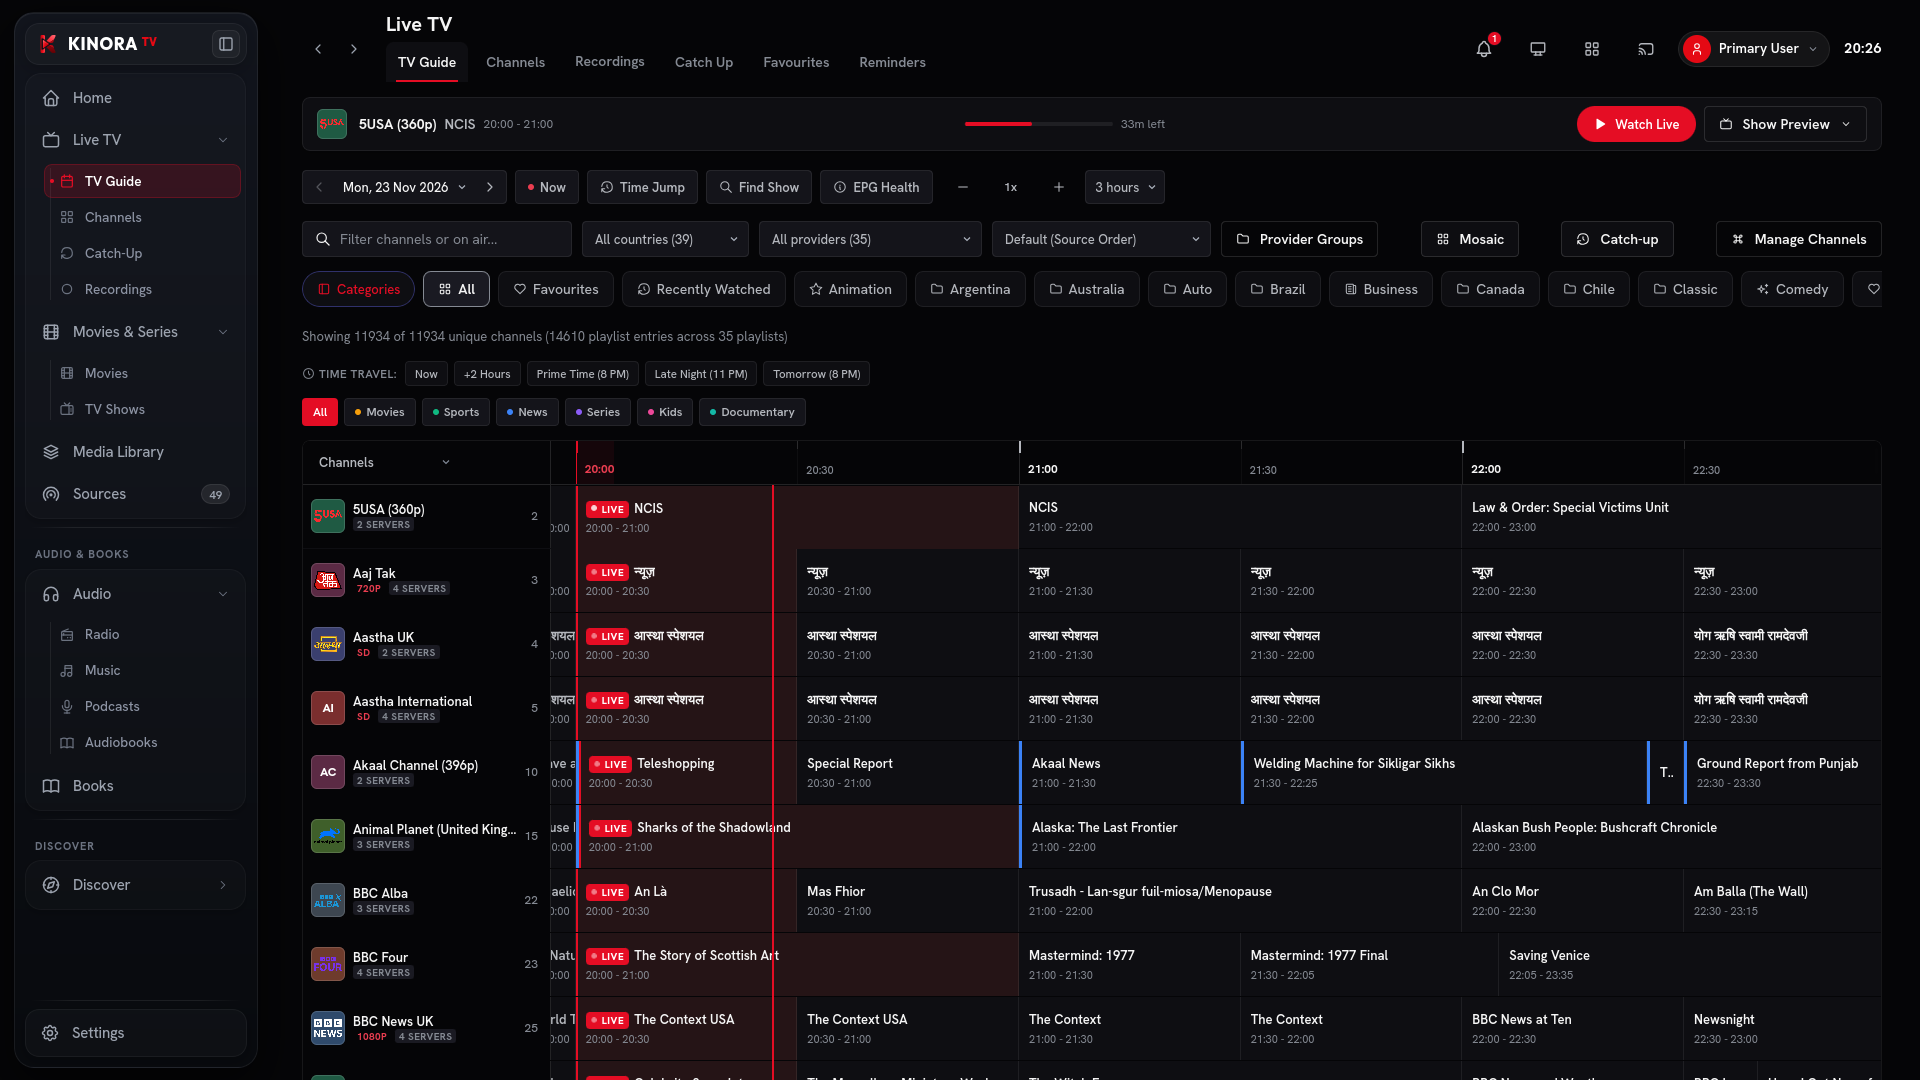 KINORA TV
Home
Live TV
TV Guide
Channels
Catch-Up
Recordings
Movies & Series
Movies
TV Shows
Media Library
Sources 49
AUDIO & BOOKS
Audio
Radio
Music
Podcasts
Audiobooks
Books
DISCOVER
Discover
Settings
Live TV
TV Guide Channels Recordings Catch Up Favourites Reminders
1
Primary User
20:26
5USA (360p) NCIS 20:00 - 21:00
33m left
Watch Live
Show Preview
Mon, 23 Nov 2026
Now Time Jump Find Show EPG Health
1x
3 hours
Filter channels or on air...
All countries (39)
All providers (35)
Default (Source Order)
Provider Groups
Mosaic
Catch-up
Manage Channels
Categories All Favourites Recently Watched Animation Argentina Australia Auto Brazil Business Canada Chile Classic Comedy
Showing 11934 of 11934 unique channels (14610 playlist entries across 35 playlists)
TIME TRAVEL: Now +2 Hours Prime Time (8 PM) Late Night (11 PM) Tomorrow (8 PM)
All Movies Sports News Series Kids Documentary
Channels
20:00 20:30 21:00 21:30 22:00 22:30
5USA
5USA (360p)
2 SERVERS
2
LIVE NCIS
20:00 - 21:00
NCIS
21:00 - 22:00
Law & Order: Special Victims Unit
22:00 - 23:00
आज तक
Aaj Tak
720P 4 SERVERS
3
LIVE न्यूज़
20:00 - 20:30
न्यूज़
20:30 - 21:00
न्यूज़
21:00 - 21:30
न्यूज़
21:30 - 22:00
न्यूज़
22:00 - 22:30
न्यूज़
22:30 - 23:00
आस्था
Aastha UK
SD 2 SERVERS
4
LIVE आस्था स्पेशयल
20:00 - 20:30
आस्था स्पेशयल
20:30 - 21:00
आस्था स्पेशयल
21:00 - 21:30
आस्था स्पेशयल
21:30 - 22:00
आस्था स्पेशयल
22:00 - 22:30
योग ऋषि स्वामी रामदेवजी
22:30 - 23:30
AI
Aastha International
SD 4 SERVERS
5
LIVE आस्था स्पेशयल
20:00 - 20:30
आस्था स्पेशयल
20:30 - 21:00
आस्था स्पेशयल
21:00 - 21:30
आस्था स्पेशयल
21:30 - 22:00
आस्था स्पेशयल
22:00 - 22:30
योग ऋषि स्वामी रामदेवजी
22:30 - 23:30
AC
Akaal Channel (396p)
2 SERVERS
10
LIVE Teleshopping
20:00 - 20:30
Special Report
20:30 - 21:00
Akaal News
21:00 - 21:30
Welding Machine for Sikligar Sikhs
21:30 - 22:25
T..
Ground Report from Punjab
22:30 - 23:30
Animal Planet (United King...
3 SERVERS
15
LIVE Sharks of the Shadowland
20:00 - 21:00
Alaska: The Last Frontier
21:00 - 22:00
Alaskan Bush People: Bushcraft Chronicle
22:00 - 23:00
BBC ALBA
BBC Alba
3 SERVERS
22
LIVE An Là
20:00 - 20:30
Mas Fhior
20:30 - 21:00
Trusadh - Lan-sgur fuil-miosa/Menopause
21:00 - 22:00
An Clo Mor
22:00 - 22:30
Am Balla (The Wall)
22:30 - 23:15
FOUR
BBC Four
4 SERVERS
23
LIVE The Story of Scottish Art
20:00 - 21:00
Mastermind: 1977
21:00 - 21:30
Mastermind: 1977 Final
21:30 - 22:05
Saving Venice
22:05 - 23:35
BBC NEWS
BBC News UK
1080P 4 SERVERS
25
LIVE The Context USA
20:00 - 20:30
The Context USA
20:30 - 21:00
The Context
21:00 - 21:30
The Context
21:30 - 22:00
BBC News at Ten
22:00 - 22:30
Newsnight
22:30 - 23:00